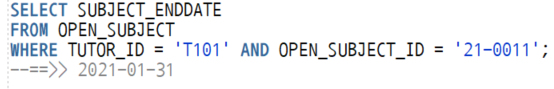 SELECT SUBJECT_ENDDATE
FROM OPEN_SUBJECT
WHERE TUTOR_ID = 'T101' AND OPEN_SUBJECT_ID = '21-0011';
--==>> 2021-01-31